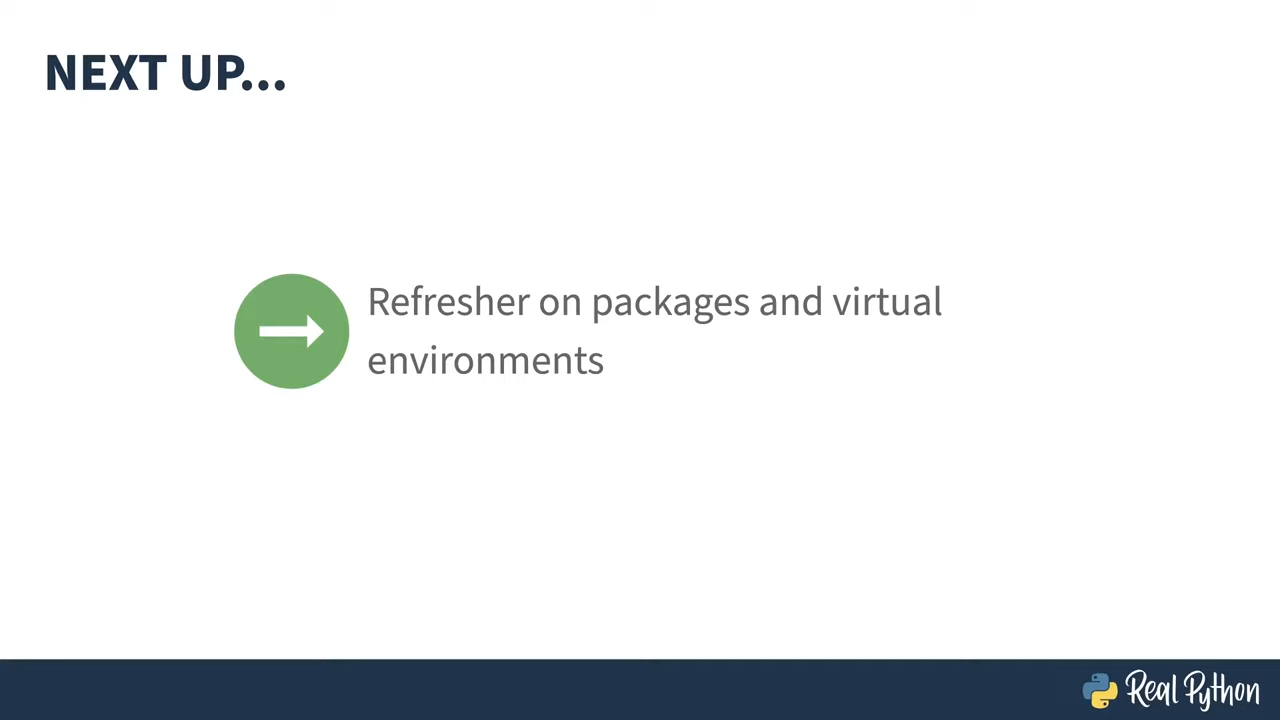 NEXT UP...
Refresher on packages and virtual
environments
Real Python